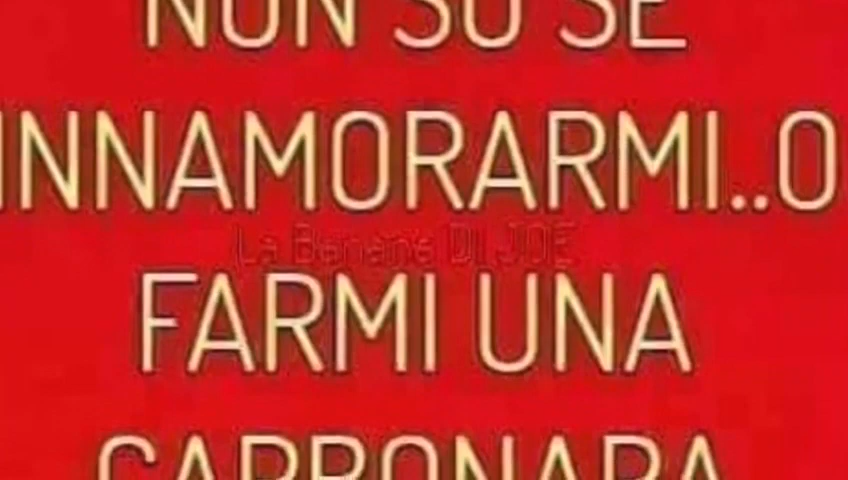 NON SO SE
INNAMORARMI..O
La Banana DI JOE
FARMI UNA
CARBONARA